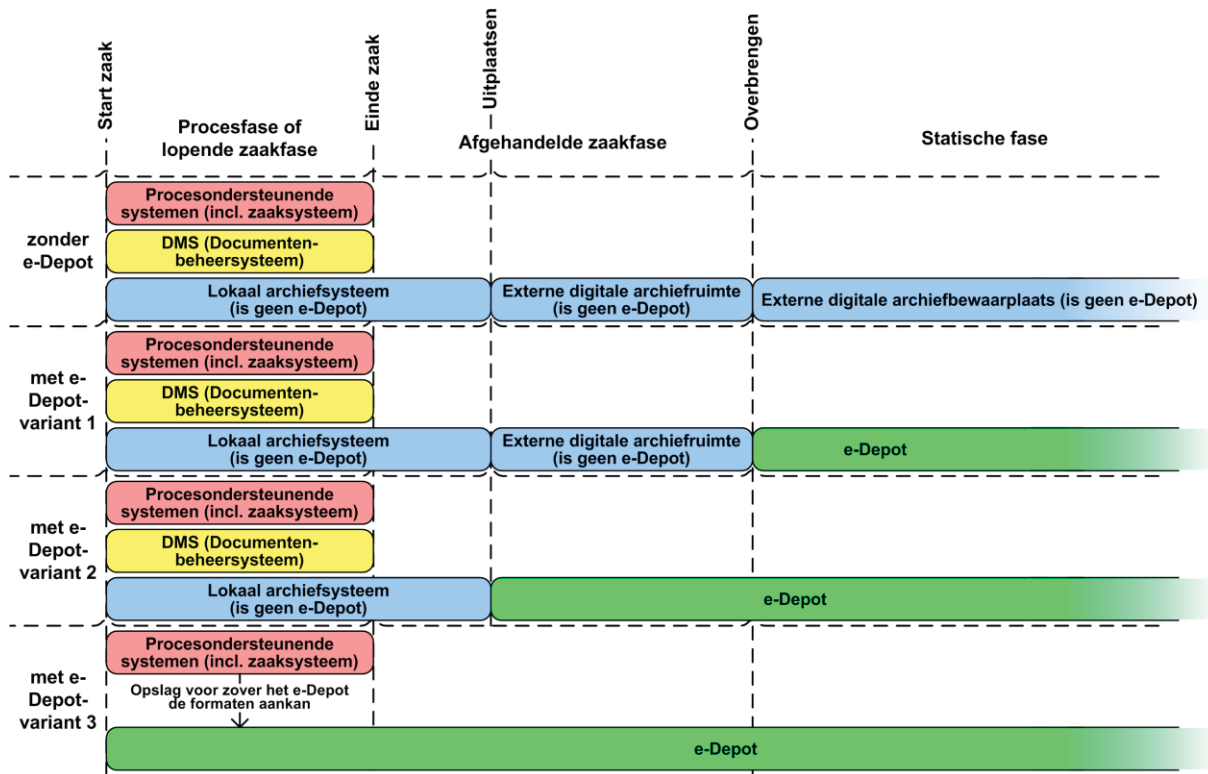 Start zaak
Einde zaak
Uitplaatsen
Overbrengen
Procesfase of
lopende zaakfase
Afgehandelde zaakfase
Statische fase
zonder
e-Depot
Procesondersteunende
systemen (incl. zaaksysteem)
DMS (Documenten-
beheersysteem)
Lokaal archiefsysteem
(is geen e-Depot)
Externe digitale archiefruimte
(is geen e-Depot)
Externe digitale archiefbewaarplaats (is geen e-Depot)
met e-
Depot-
variant 1
Procesondersteunende
systemen (incl. zaaksysteem)
DMS (Documenten-
beheersysteem)
Lokaal archiefsysteem
(is geen e-Depot)
Externe digitale archiefruimte
(is geen e-Depot)
e-Depot
met e-
Depot-
variant 2
Procesondersteunende
systemen (incl. zaaksysteem)
DMS (Documenten-
beheersysteem)
Lokaal archiefsysteem
(is geen e-Depot)
e-Depot
met e-
Depot-
variant 3
Procesondersteunende
systemen (incl. zaaksysteem)
Opslag voor zover het e-Depot
de formaten aankan
e-Depot